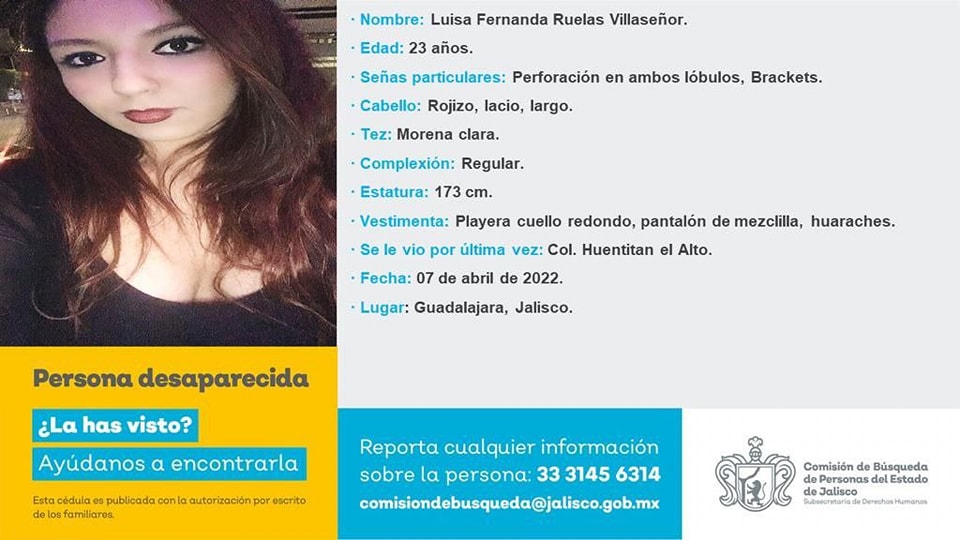 · Nombre: Luisa Fernanda Ruelas Villaseñor.
· Edad: 23 años.
· Señas particulares: Perforación en ambos lóbulos, Brackets.
· Cabello: Rojizo, lacio, largo.
· Tez: Morena clara.
· Complexión: Regular.
· Estatura: 173 cm.
· Vestimenta: Playera cuello redondo, pantalón de mezclilla, huaraches.
· Se le vio por última vez: Col. Huentitan el Alto.
· Fecha: 07 de abril de 2022.
· Lugar: Guadalajara, Jalisco.
Persona desaparecida
¿La has visto?
Ayúdanos a encontrarla
Esta cédula es publicada con la autorización por escrito
de los familiares.
Reporta cualquier información
sobre la persona: 33 3145 6314
comisiondebusqueda@jalisco.gob.mx
Comisión de Búsqueda
de Personas del Estado
de Jalisco
Subsecretaría de Derechos Humanos